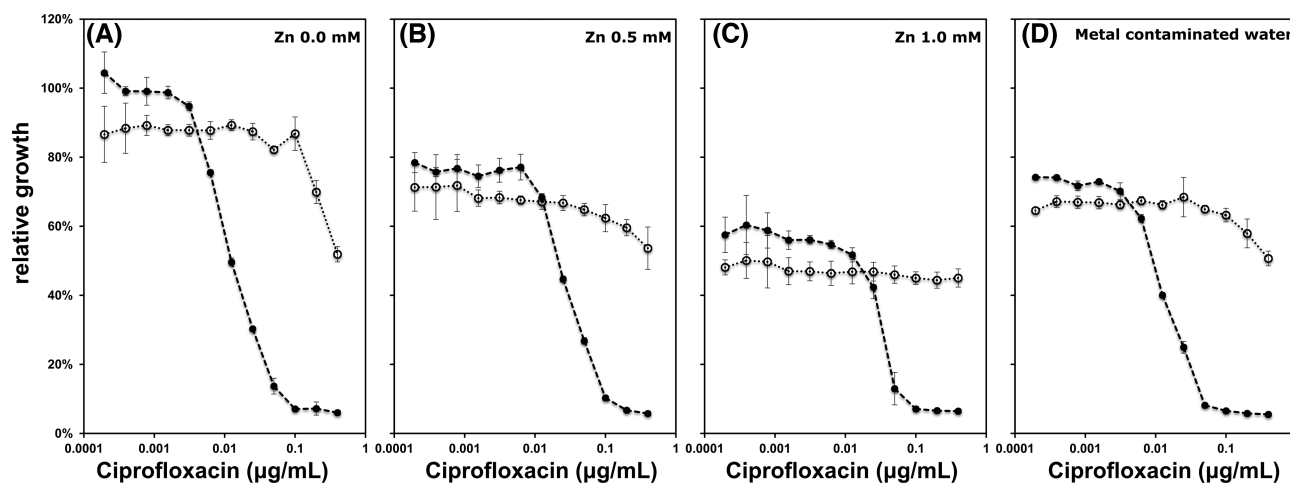 120%
100%
80%
60%
40%
20%
0%
relative growth
(A)
Zn 0.0 mM
0.0001 0.001 0.01 0.1 1
Ciprofloxacin (µg/mL)
(B)
Zn 0.5 mM
0.0001 0.001 0.01 0.1 1
Ciprofloxacin (µg/mL)
(C)
Zn 1.0 mM
0.0001 0.001 0.01 0.1 1
Ciprofloxacin (µg/mL)
(D)
Metal contaminated water
0.0001 0.001 0.01 0.1 1
Ciprofloxacin (µg/mL)